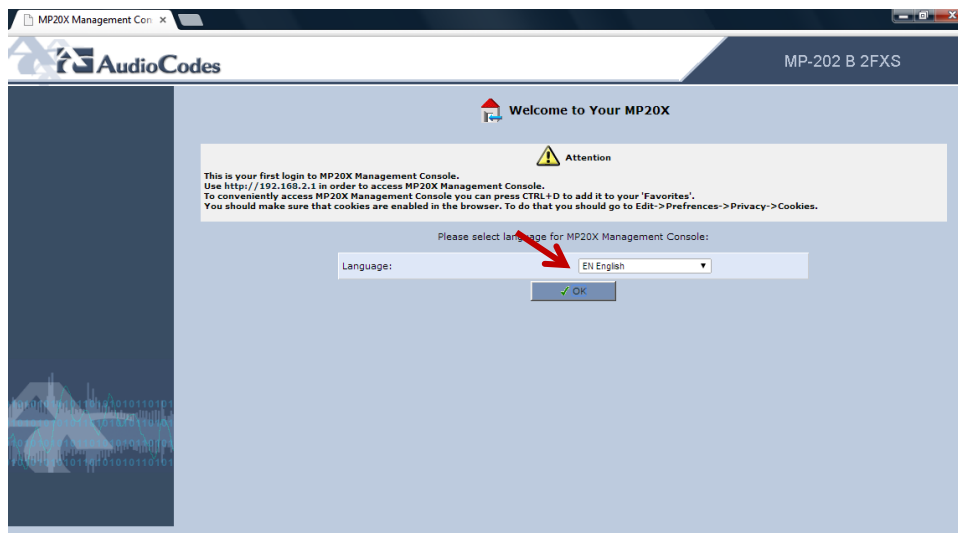 MP20X Management Con
AudioCodes
MP-202 B 2FXS
Welcome to Your MP20X
Attention
This is your first login to MP20X Management Console.
Use http://192.168.2.1 in order to access MP20X Management Console.
To conveniently access MP20X Management Console you can press CTRL+D to add it to your 'Favorites'.
You should make sure that cookies are enabled in the browser. To do that you should go to Edit->Prefrences->Privacy->Cookies.
Please select language for MP20X Management Console:
Language: EN English
OK